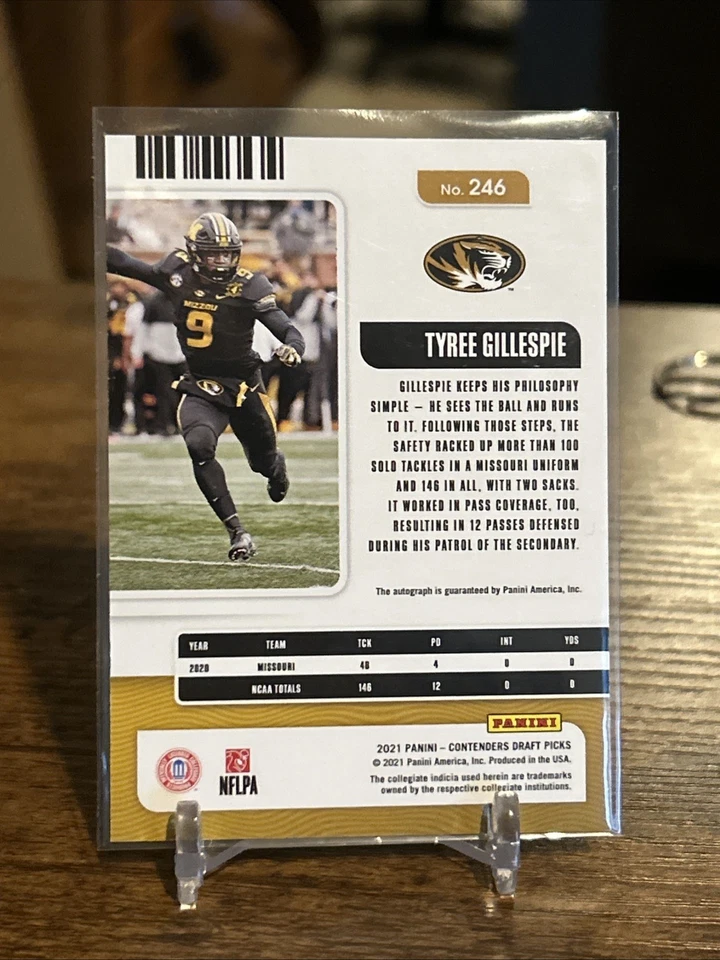 No. 246
MIZZOU
9
9
TYREE GILLESPIE
GILLESPIE KEEPS HIS PHILOSOPHY
SIMPLE – HE SEES THE BALL AND RUNS
TO IT. FOLLOWING THOSE STEPS, THE
SAFETY RACKED UP MORE THAN 100
SOLO TACKLES IN A MISSOURI UNIFORM
AND 146 IN ALL, WITH TWO SACKS.
IT WORKED IN PASS COVERAGE, TOO,
RESULTING IN 12 PASSES DEFENSED
DURING HIS PATROL OF THE SECONDARY.
The autograph is guaranteed by Panini America, Inc.
YEAR TEAM TCK PD INT YDS
2020 MISSOURI 48 4 0 0
NCAA TOTALS 146 12 0 0
PANINI
2021 PANINI – CONTENDERS DRAFT PICKS
© 2021 Panini America, Inc. Produced in the USA.
The collegiate indicia used herein are trademarks
owned by the respective collegiate institutions.
NFLPA